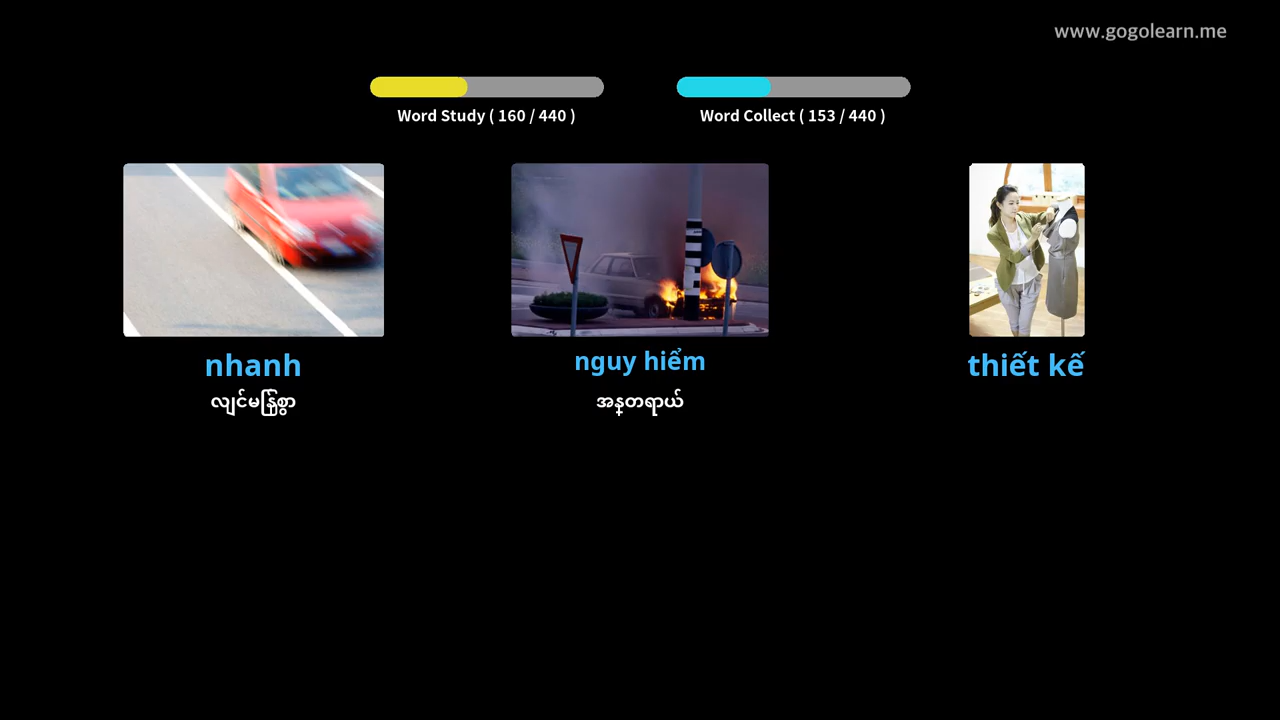 www.gogolearn.me
Word Study ( 160 / 440 )
Word Collect ( 153 / 440 )
nhanh
nguy hiểm
thiết kế
လျင်မြန်စွာ
အန္တရာယ်